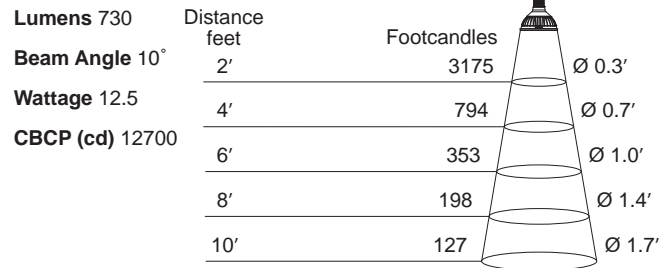 Lumens 730
Beam Angle 10˚
Wattage 12.5
CBCP (cd) 12700
Distance
feet
Footcandles
2′ 3175 Ø 0.3′
4′ 794 Ø 0.7′
6′ 353 Ø 1.0′
8′ 198 Ø 1.4′
10′ 127 Ø 1.7′